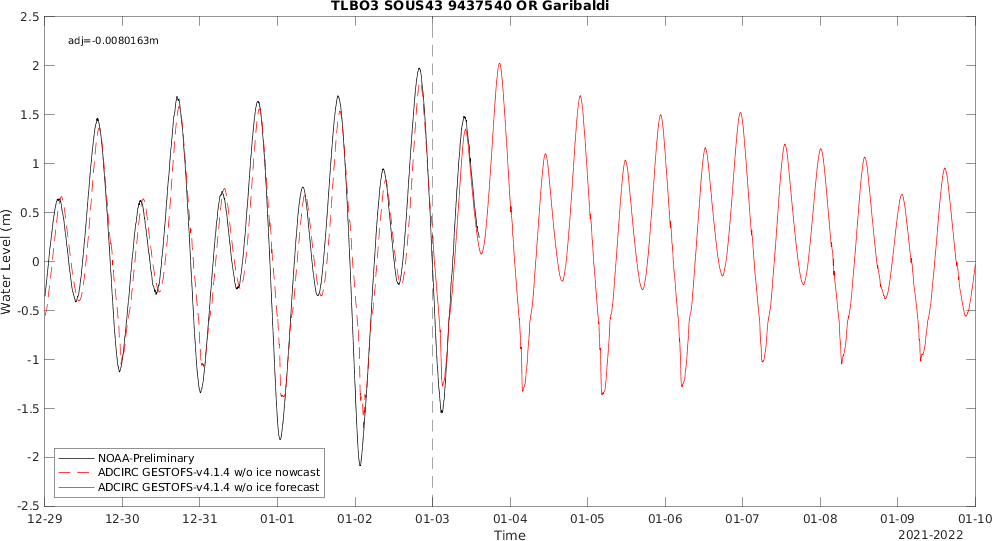 TLBO3 SOUS43 9437540 OR Garibaldi
adj=-0.0080163m
2.5
2
1.5
1
0.5
0
-0.5
-1
-1.5
-2
-2.5
Water Level (m)
NOAA-Preliminary
ADCIRC GESTOFS-v4.1.4 w/o ice nowcast
ADCIRC GESTOFS-v4.1.4 w/o ice forecast
12-29 12-30 12-31 01-01 01-02 01-03 01-04 01-05 01-06 01-07 01-08 01-09 01-10
Time
2021-2022